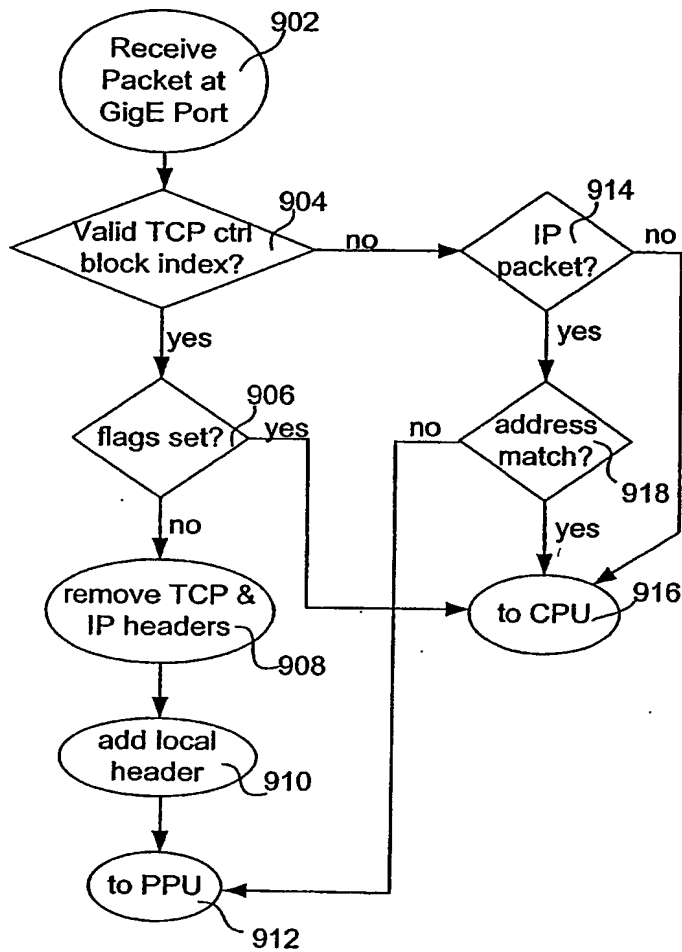 902
Receive
Packet at
GigE Port
904
Valid TCP ctrl
block index?
no
914
IP
packet?
no
yes
yes
906
flags set?
yes
no
address
match?
918
no
yes
remove TCP &
IP headers
908
to CPU
916
add local
header
910
to PPU
912